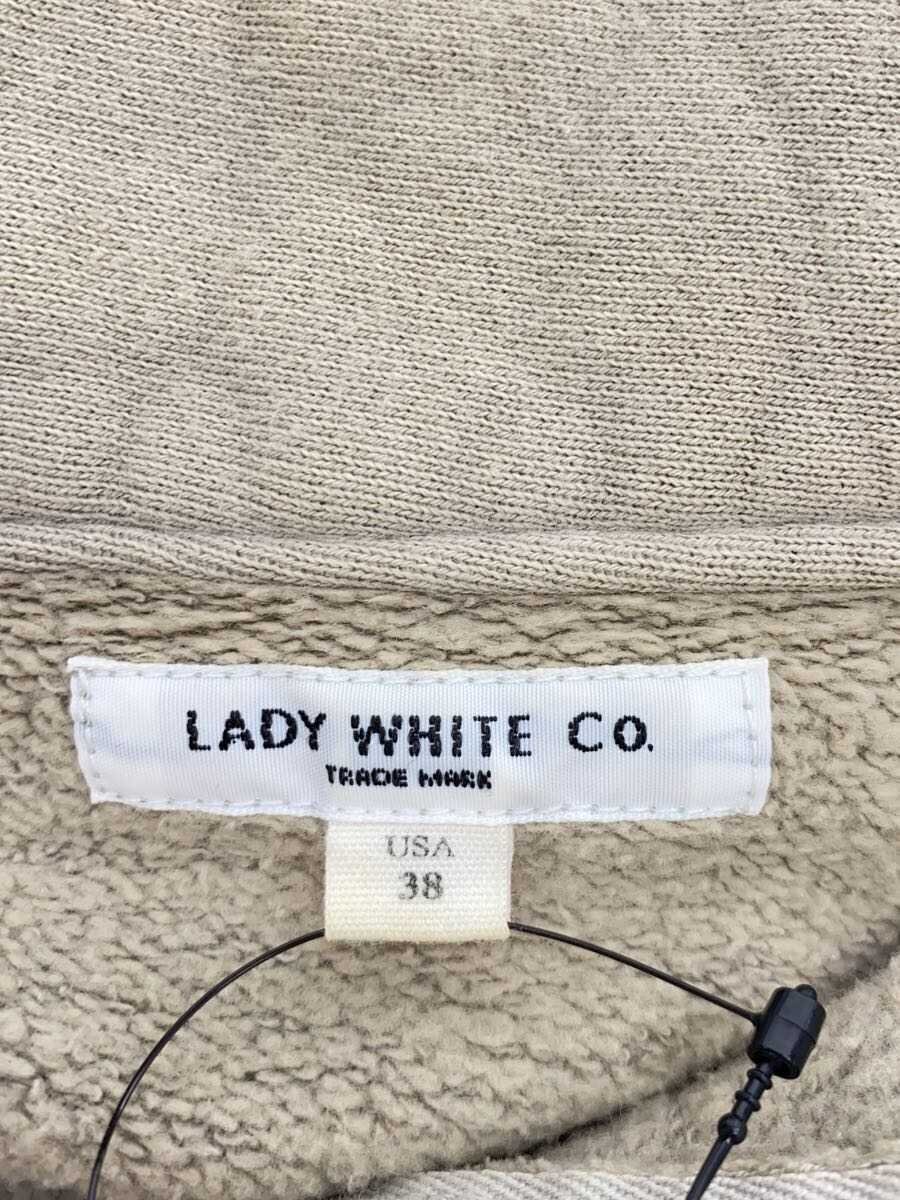 LADY WHITE CO.
TRADE MARK
USA
38